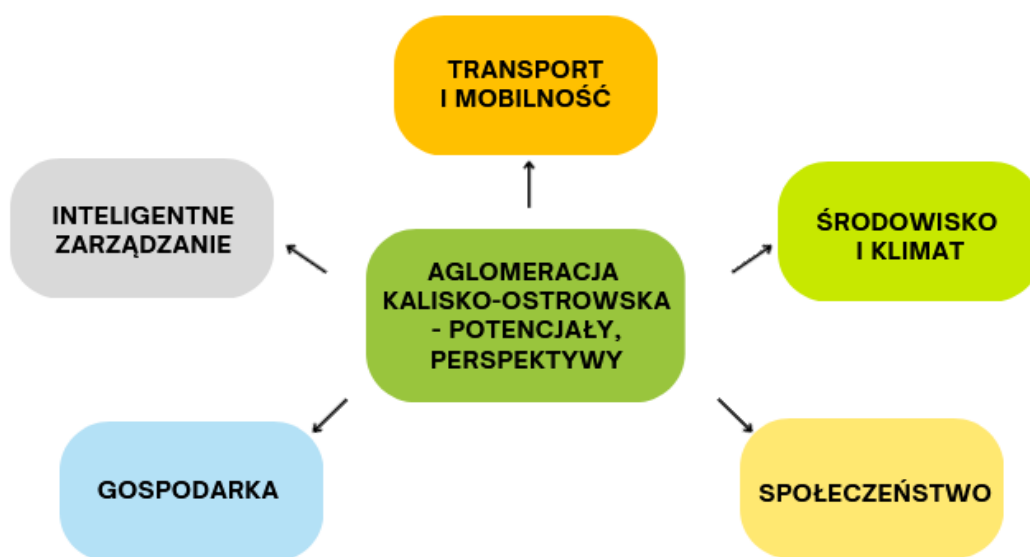 TRANSPORT
I MOBILNOŚĆ
INTELIGENTNE
ZARZĄDZANIE
ŚRODOWISKO
I KLIMAT
AGLOMERACJA
KALISKO-OSTROWSKA
- POTENCJAŁY,
PERSPEKTYWY
GOSPODARKA
SPOŁECZEŃSTWO